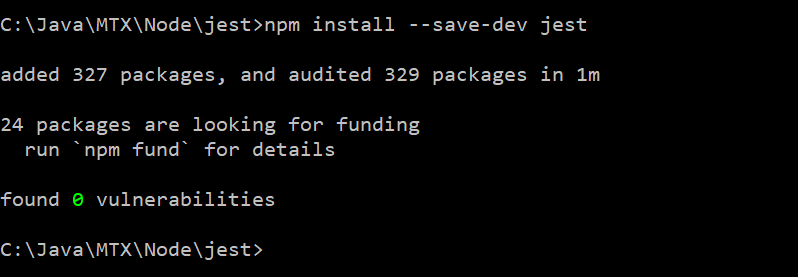 C:\Java\MTX\Node\jest>npm install --save-dev jest
added 327 packages, and audited 329 packages in 1m
24 packages are looking for funding
  run `npm fund` for details
found 0 vulnerabilities
C:\Java\MTX\Node\jest>